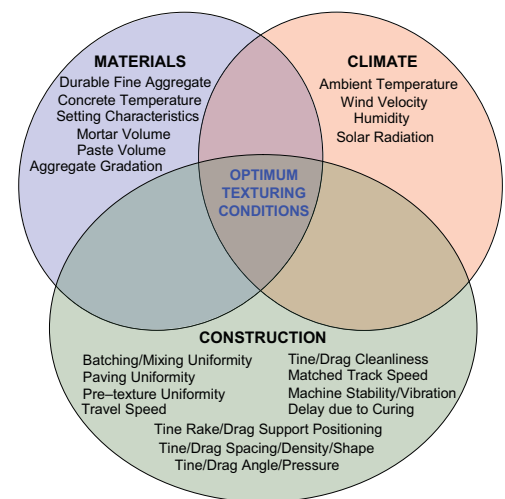 MATERIALS
Durable Fine Aggregate
Concrete Temperature
Setting Characteristics
Mortar Volume
Paste Volume
Aggregate Gradation
CLIMATE
Ambient Temperature
Wind Velocity
Humidity
Solar Radiation
OPTIMUM
TEXTURING
CONDITIONS
CONSTRUCTION
Batching/Mixing Uniformity
Paving Uniformity
Pre–texture Uniformity
Travel Speed
Tine/Drag Cleanliness
Matched Track Speed
Machine Stability/Vibration
Delay due to Curing
Tine Rake/Drag Support Positioning
Tine/Drag Spacing/Density/Shape
Tine/Drag Angle/Pressure